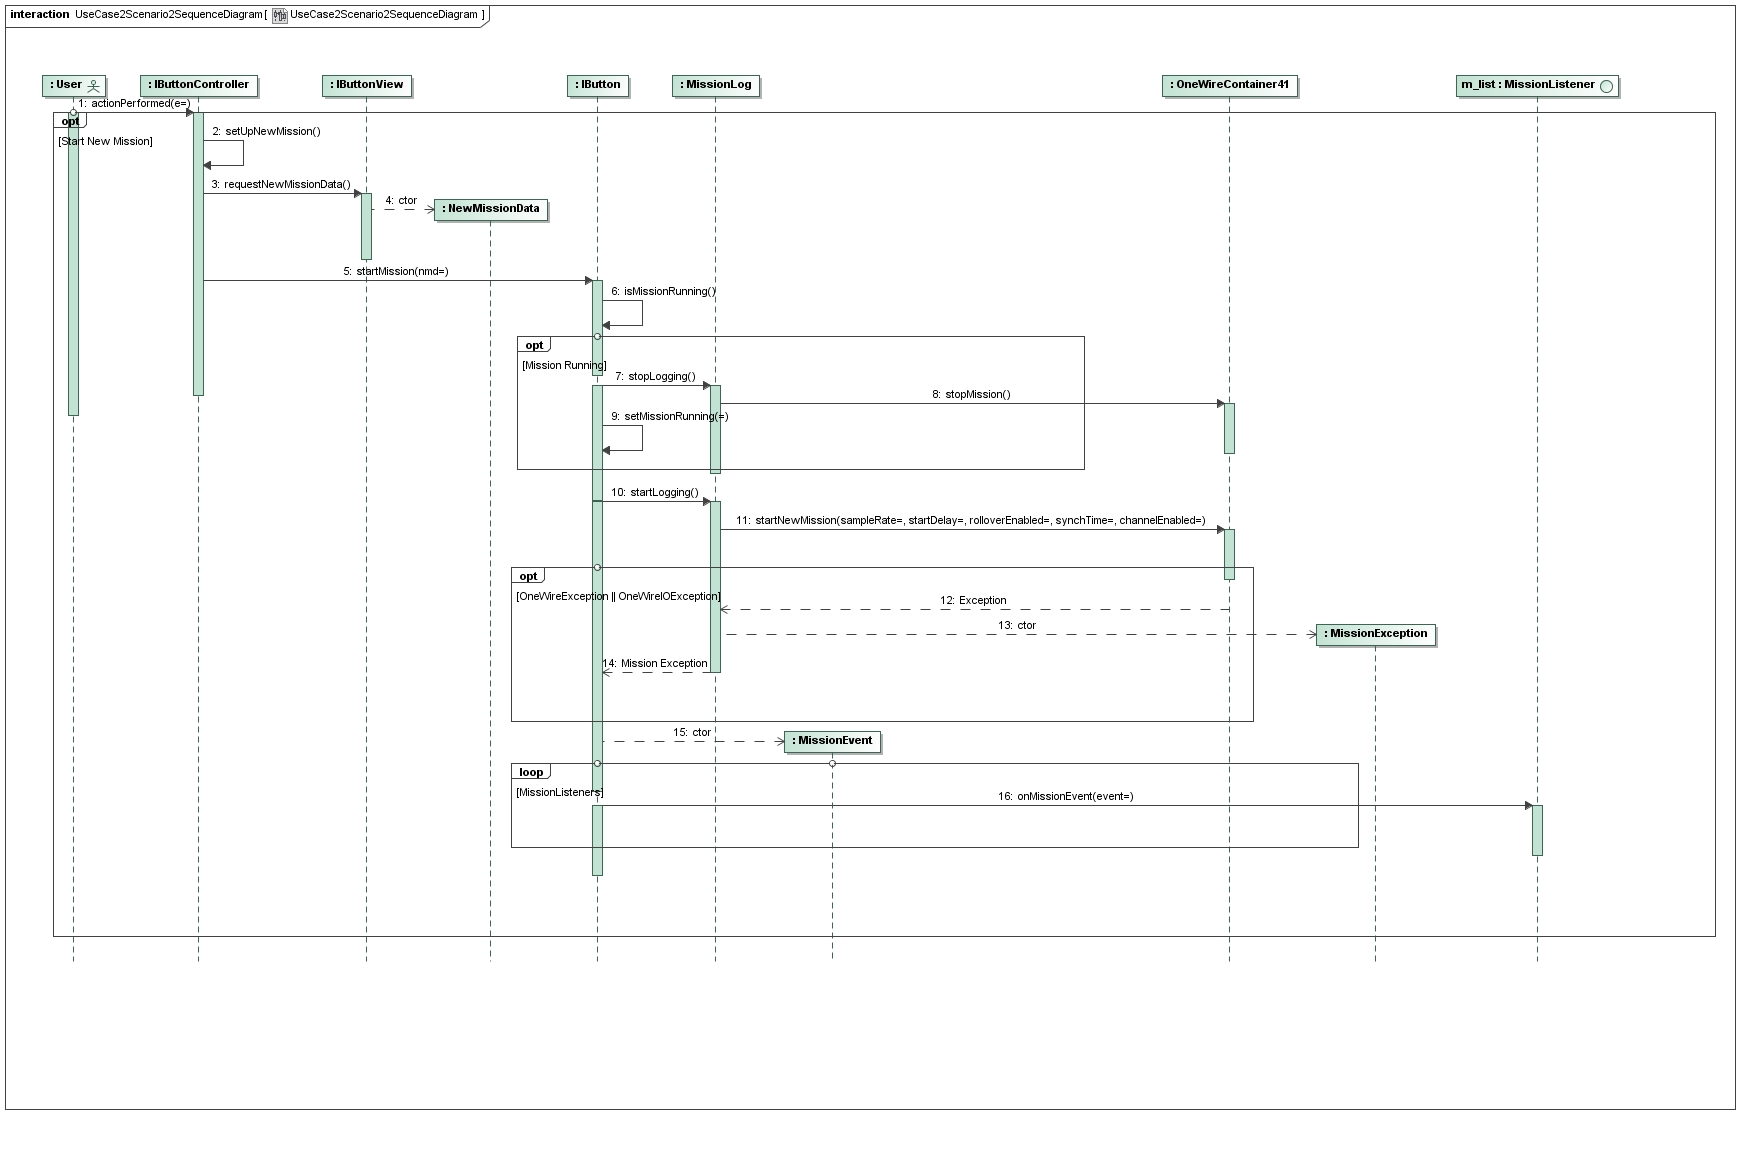 interaction UseCase2Scenario2SequenceDiagram[ UseCase2Scenario2SequenceDiagram ]
: User
: IButtonController
: IButtonView
: IButton
: MissionLog
: OneWireContainer41
m_list : MissionListener
1: actionPerformed(e=)
opt
[Start New Mission]
2: setUpNewMission()
3: requestNewMissionData()
4: ctor
: NewMissionData
5: startMission(nmd=)
6: isMissionRunning()
opt
[Mission Running]
7: stopLogging()
8: stopMission()
9: setMissionRunning(=)
10: startLogging()
11: startNewMission(sampleRate=, startDelay=, rolloverEnabled=, synchTime=, channelEnabled=)
opt
[OneWireException || OneWireIOException]
12: Exception
13: ctor
: MissionException
14: Mission Exception
15: ctor
: MissionEvent
loop
[MissionListeners]
16: onMissionEvent(event=)